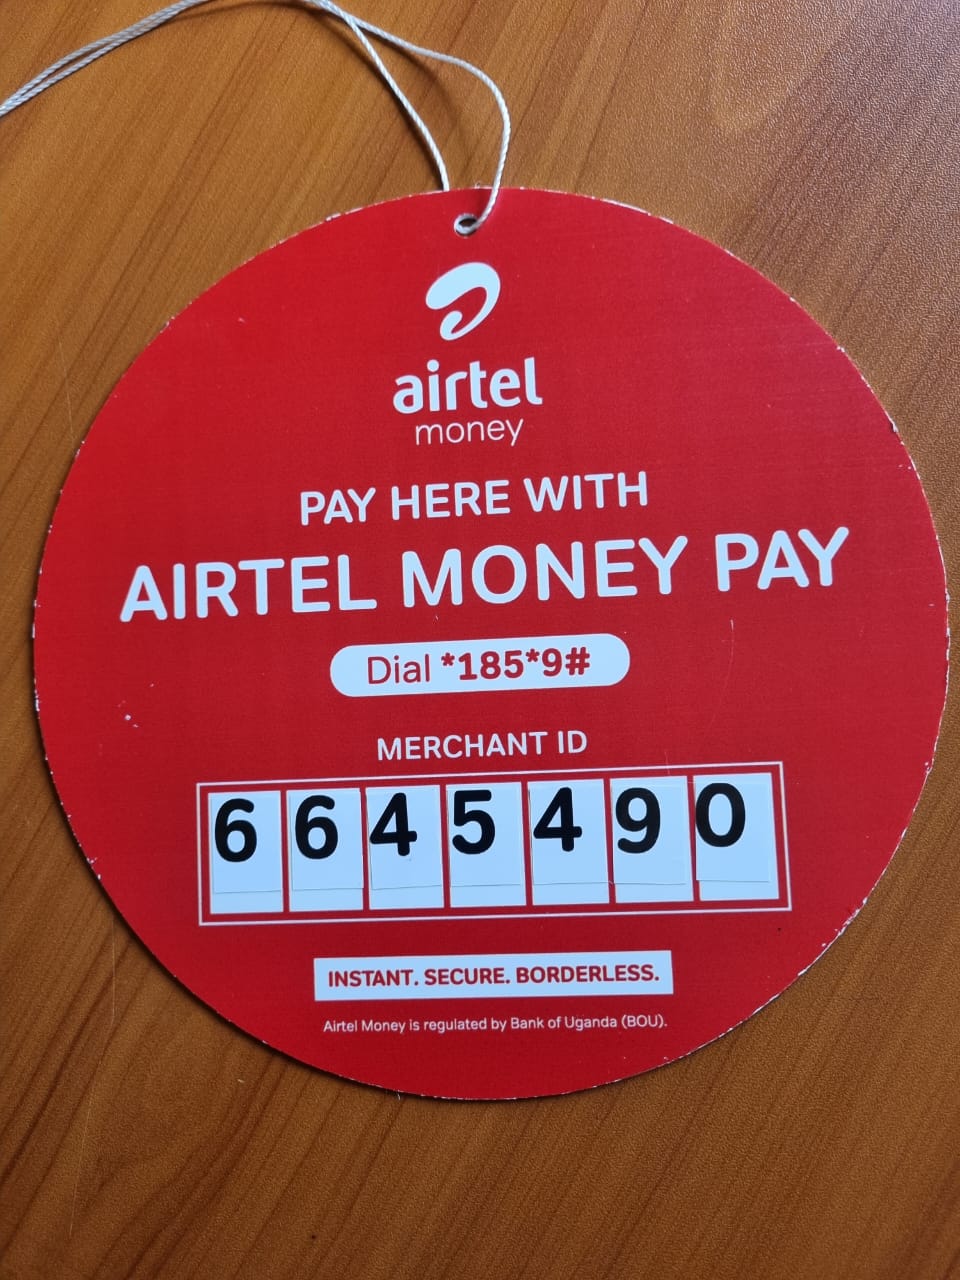 airtel
money
PAY HERE WITH
AIRTEL MONEY PAY
Dial *185*9#
MERCHANT ID
6645490
INSTANT. SECURE. BORDERLESS.
Airtel Money is regulated by Bank of Uganda (BOU).